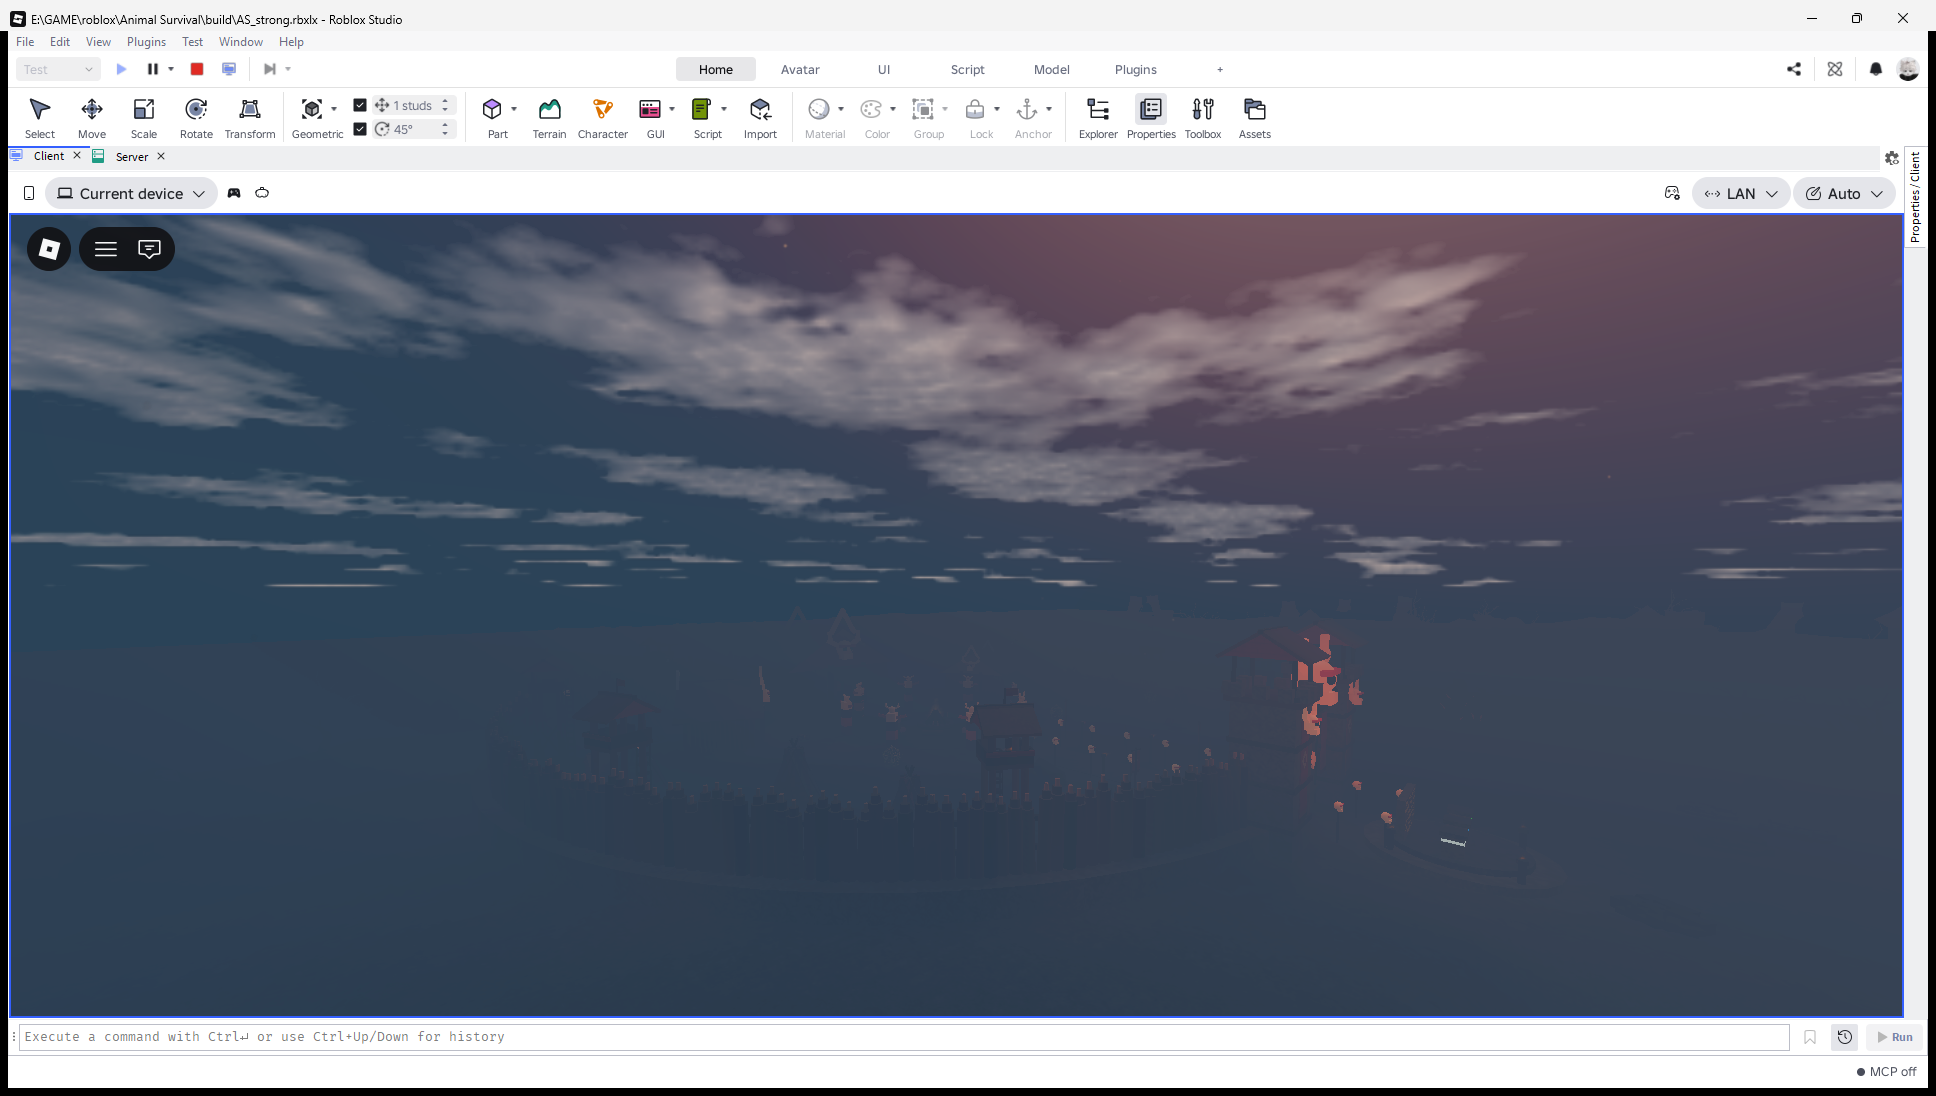 E:\GAME\roblox\Animal Survival\build\AS_strong.rbxlx - Roblox Studio
File Edit View Plugins Test Window Help
Test
Home Avatar UI Script Model Plugins +
1 studs
45°
Select Move Scale Rotate Transform Geometric Part Terrain Character GUI Script Import Material Color Group Lock Anchor Explorer Properties Toolbox Assets
Client Server
Properties / Client
Current device LAN Auto
Execute a command with Ctrl↵ or use Ctrl+Up/Down for history
Run
MCP off